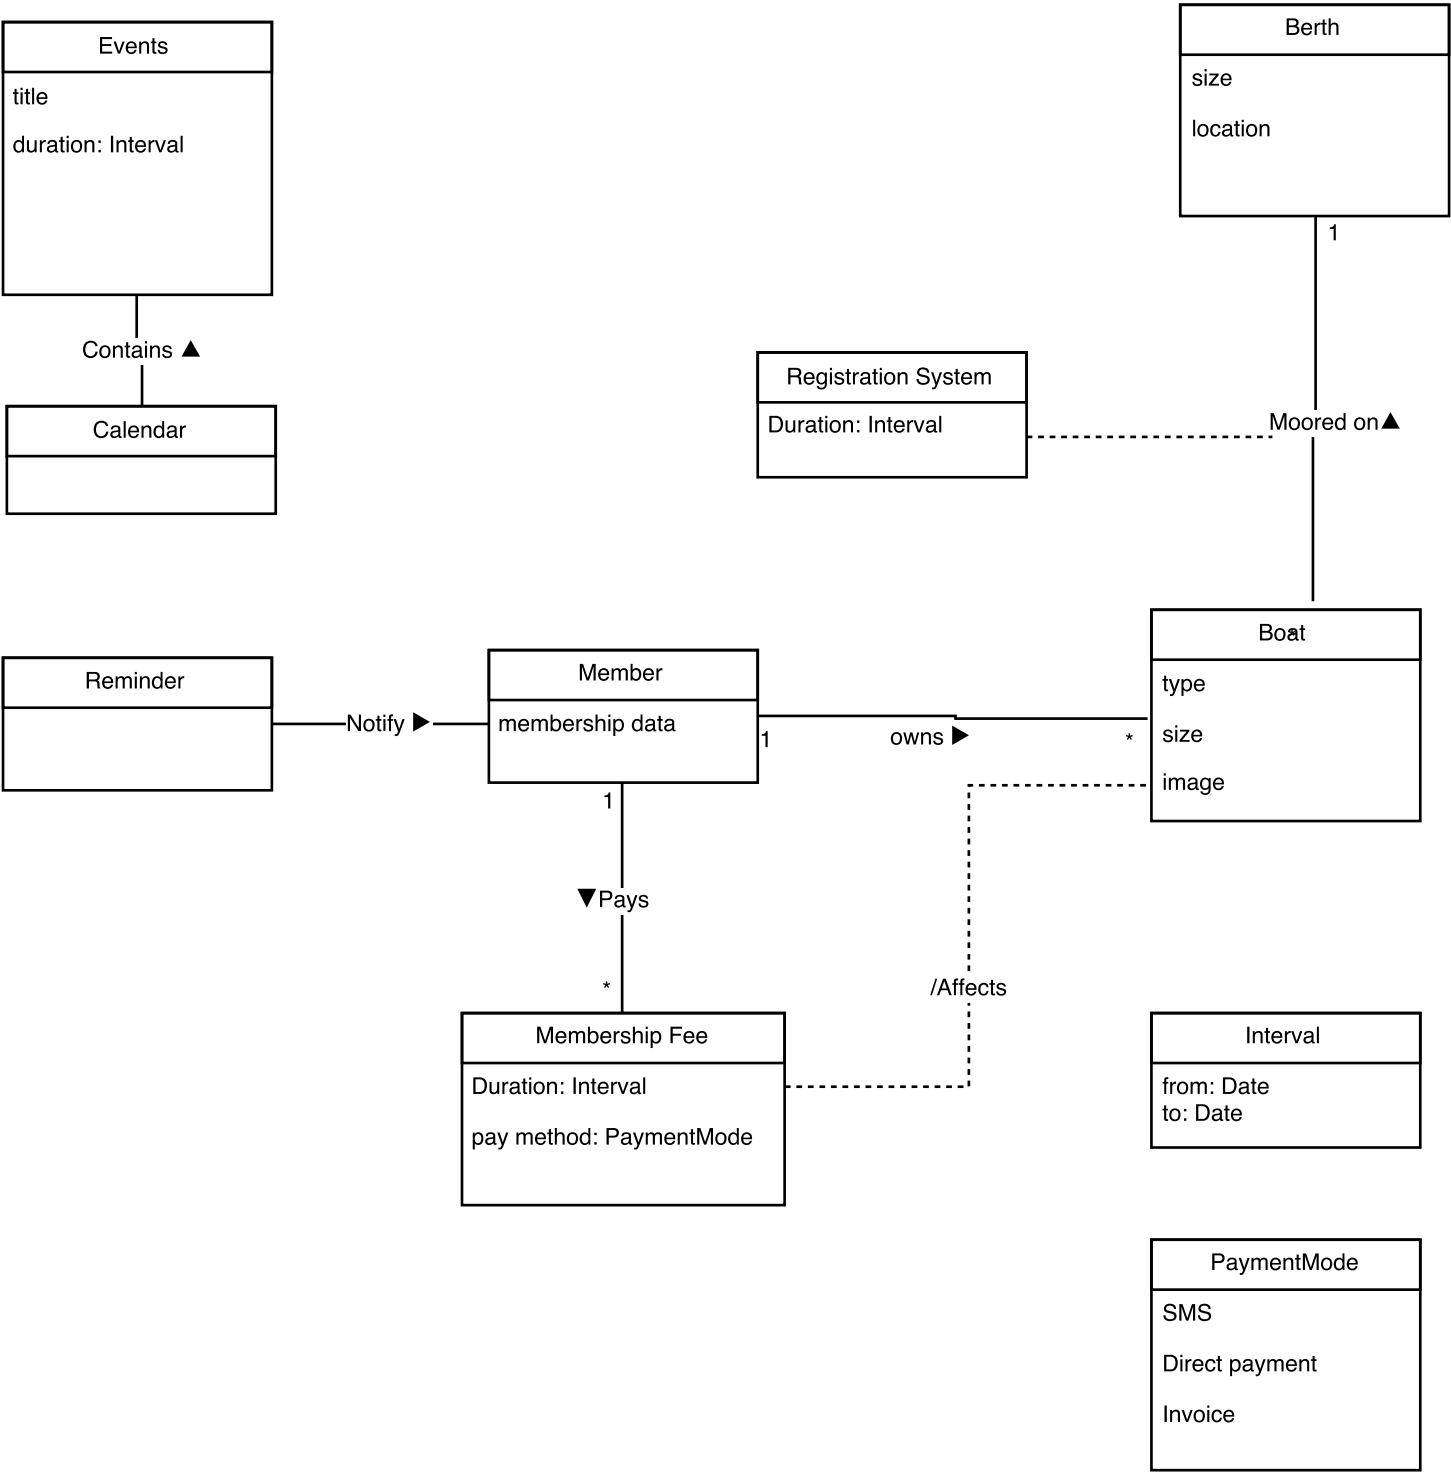 Events
title
duration: Interval
Berth
size
location
1
Contains ▲
Calendar
Registration System
Duration: Interval
Moored on▲
Reminder
Notify ▶
Member
membership data
1
owns ▶
*
Boat
*
type
size
image
1
▼Pays
*
/Affects
Membership Fee
Duration: Interval
pay method: PaymentMode
Interval
from: Date
to: Date
PaymentMode
SMS
Direct payment
Invoice